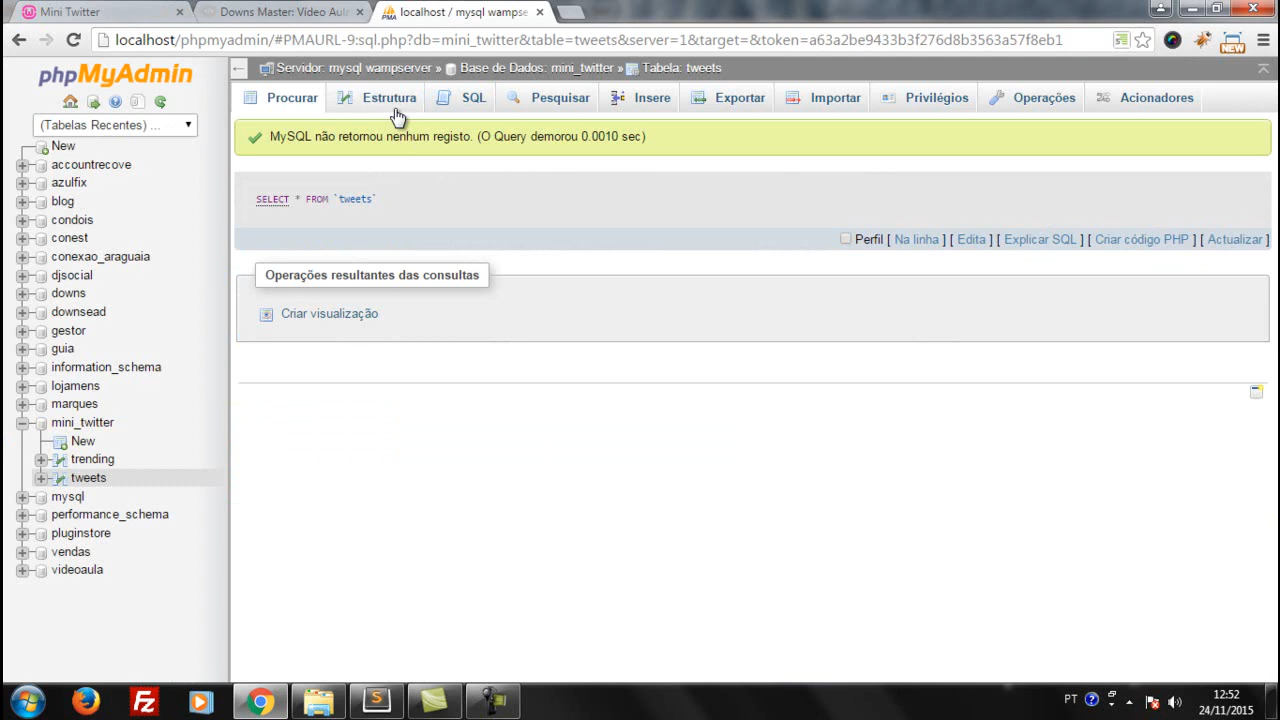 Mini Twitter
Downs Master: Video Aul
localhost / mysql wampse
localhost/phpmyadmin/#PMAURL-9:sql.php?db=mini_twitter&table=tweets&server=1&target=&token=a63a2be9433b3f276d8b3563a57f8eb1
NEW
phpMyAdmin
Servidor: mysql wampserver » Base de Dados: mini_twitter » Tabela: tweets
Procurar Estrutura SQL Pesquisar Insere Exportar Importar Privilégios Operações Acionadores
(Tabelas Recentes) ...
MySQL não retornou nenhum registo. (O Query demorou 0.0010 sec)
SELECT * FROM `tweets`
Perfil [ Na linha ] [ Edita ] [ Explicar SQL ] [ Criar código PHP ] [ Actualizar ]
Operações resultantes das consultas
Criar visualização
New
accountrecove
azulfix
blog
condois
conest
conexao_araguaia
djsocial
downs
downsead
gestor
guia
information_schema
lojamens
marques
mini_twitter
New
trending
tweets
mysql
performance_schema
pluginstore
vendas
videoaula
PT
12:52
24/11/2015